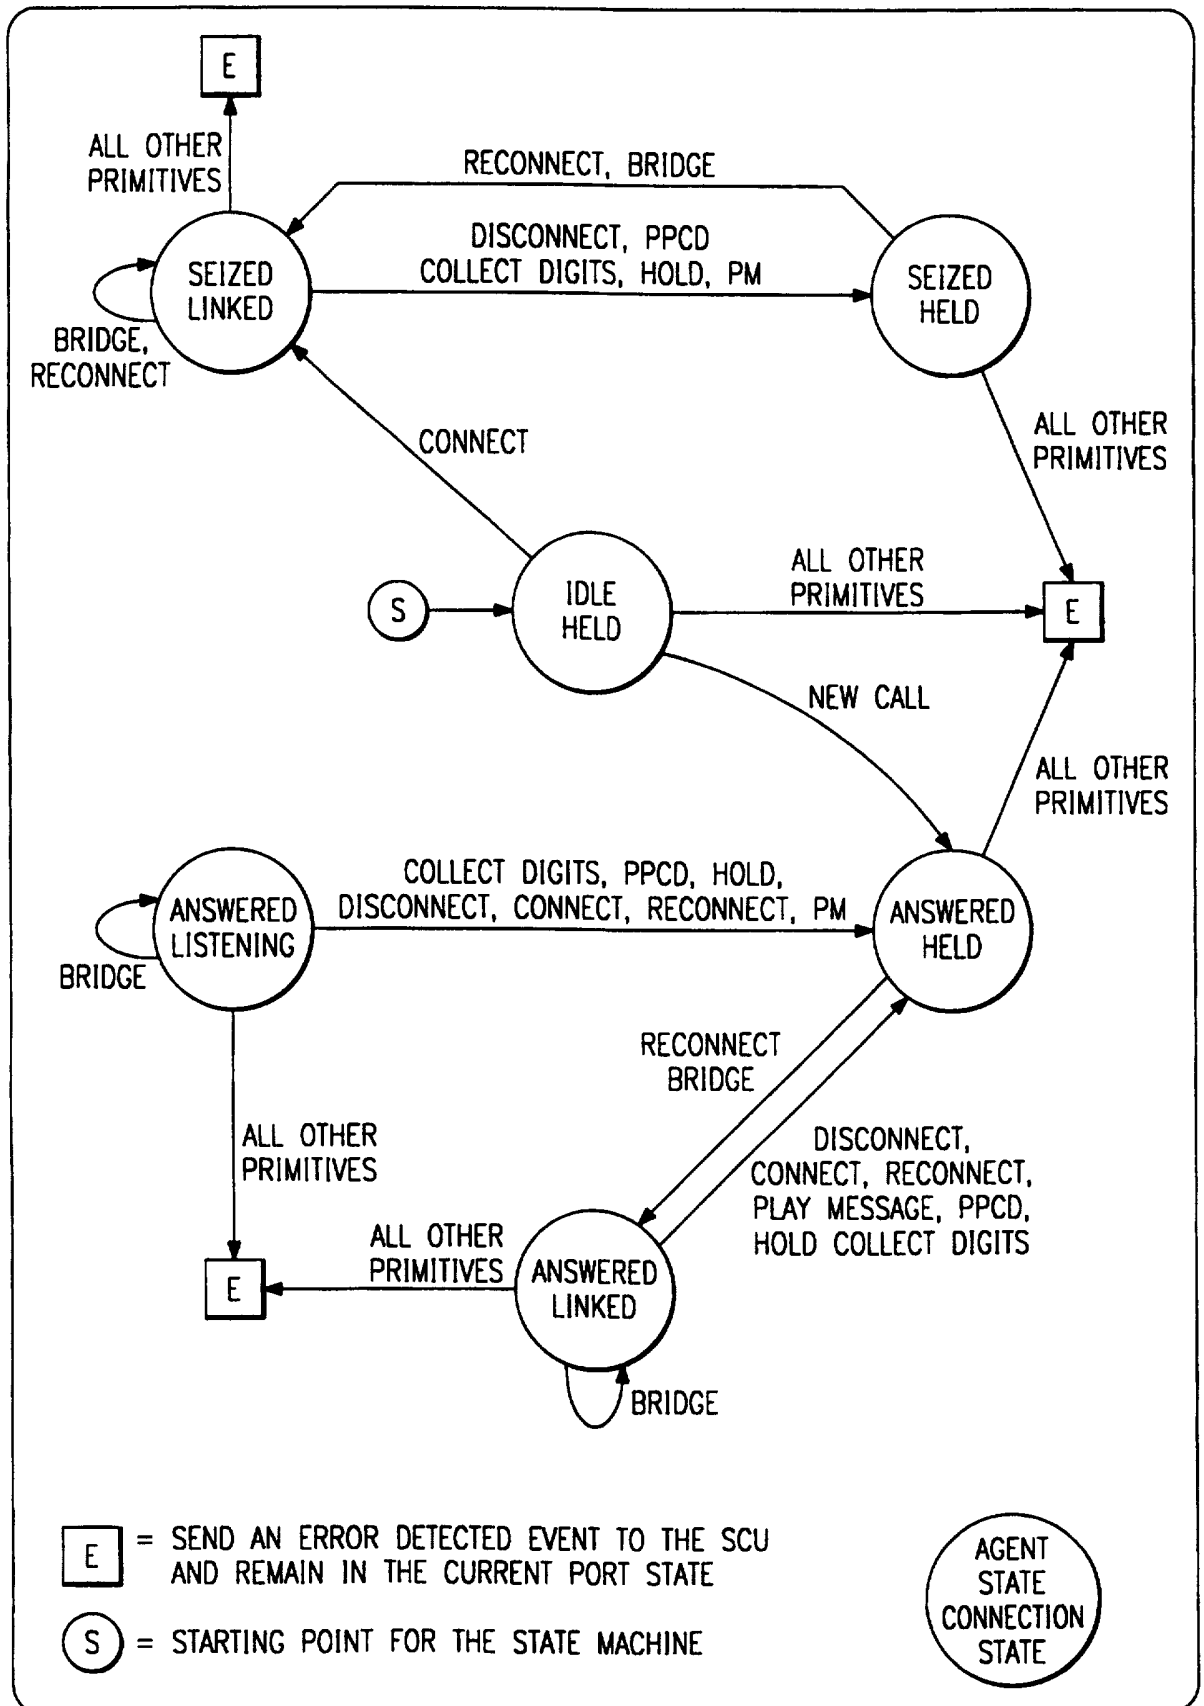 E
ALL OTHER
PRIMITIVES
RECONNECT, BRIDGE
DISCONNECT, PPCD
COLLECT DIGITS, HOLD, PM
SEIZED
LINKED
SEIZED
HELD
BRIDGE,
RECONNECT
CONNECT
ALL OTHER
PRIMITIVES
S
IDLE
HELD
ALL OTHER
PRIMITIVES
E
NEW CALL
ALL OTHER
PRIMITIVES
ANSWERED
LISTENING
COLLECT DIGITS, PPCD, HOLD,
DISCONNECT, CONNECT, RECONNECT, PM
ANSWERED
HELD
BRIDGE
RECONNECT
BRIDGE
ALL OTHER
PRIMITIVES
DISCONNECT,
CONNECT, RECONNECT,
PLAY MESSAGE, PPCD,
HOLD COLLECT DIGITS
ALL OTHER
PRIMITIVES
E
ANSWERED
LINKED
BRIDGE
E = SEND AN ERROR DETECTED EVENT TO THE SCU
AND REMAIN IN THE CURRENT PORT STATE
S = STARTING POINT FOR THE STATE MACHINE
AGENT
STATE
CONNECTION
STATE